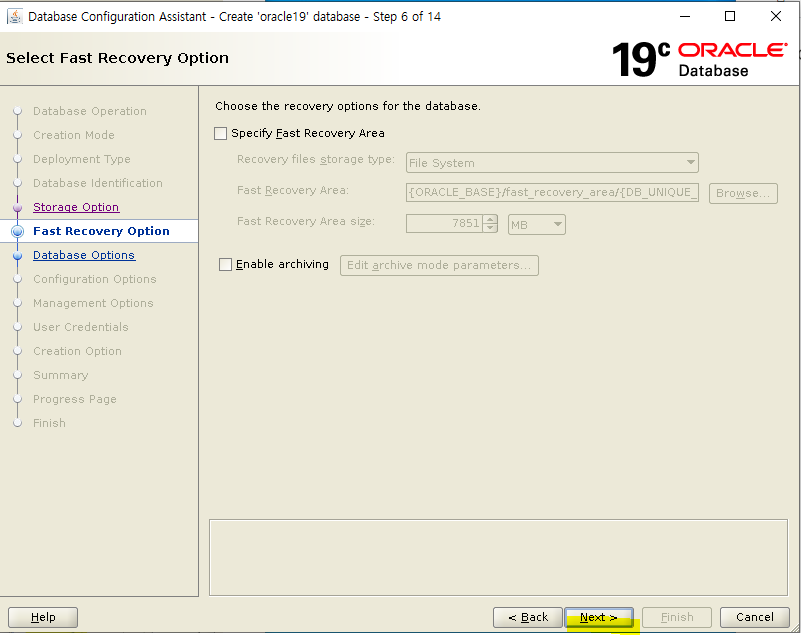 Database Configuration Assistant - Create 'oracle19' database - Step 6 of 14
Select Fast Recovery Option
19c ORACLE®
Database
Database Operation
Creation Mode
Deployment Type
Database Identification
Storage Option
Fast Recovery Option
Database Options
Configuration Options
Management Options
User Credentials
Creation Option
Summary
Progress Page
Finish
Choose the recovery options for the database.
Specify Fast Recovery Area
Recovery files storage type: File System
Fast Recovery Area: {ORACLE_BASE}/fast_recovery_area/{DB_UNIQUE_ Browse...
Fast Recovery Area size: 7851 MB
Enable archiving Edit archive mode parameters...
Help < Back Next > Finish Cancel